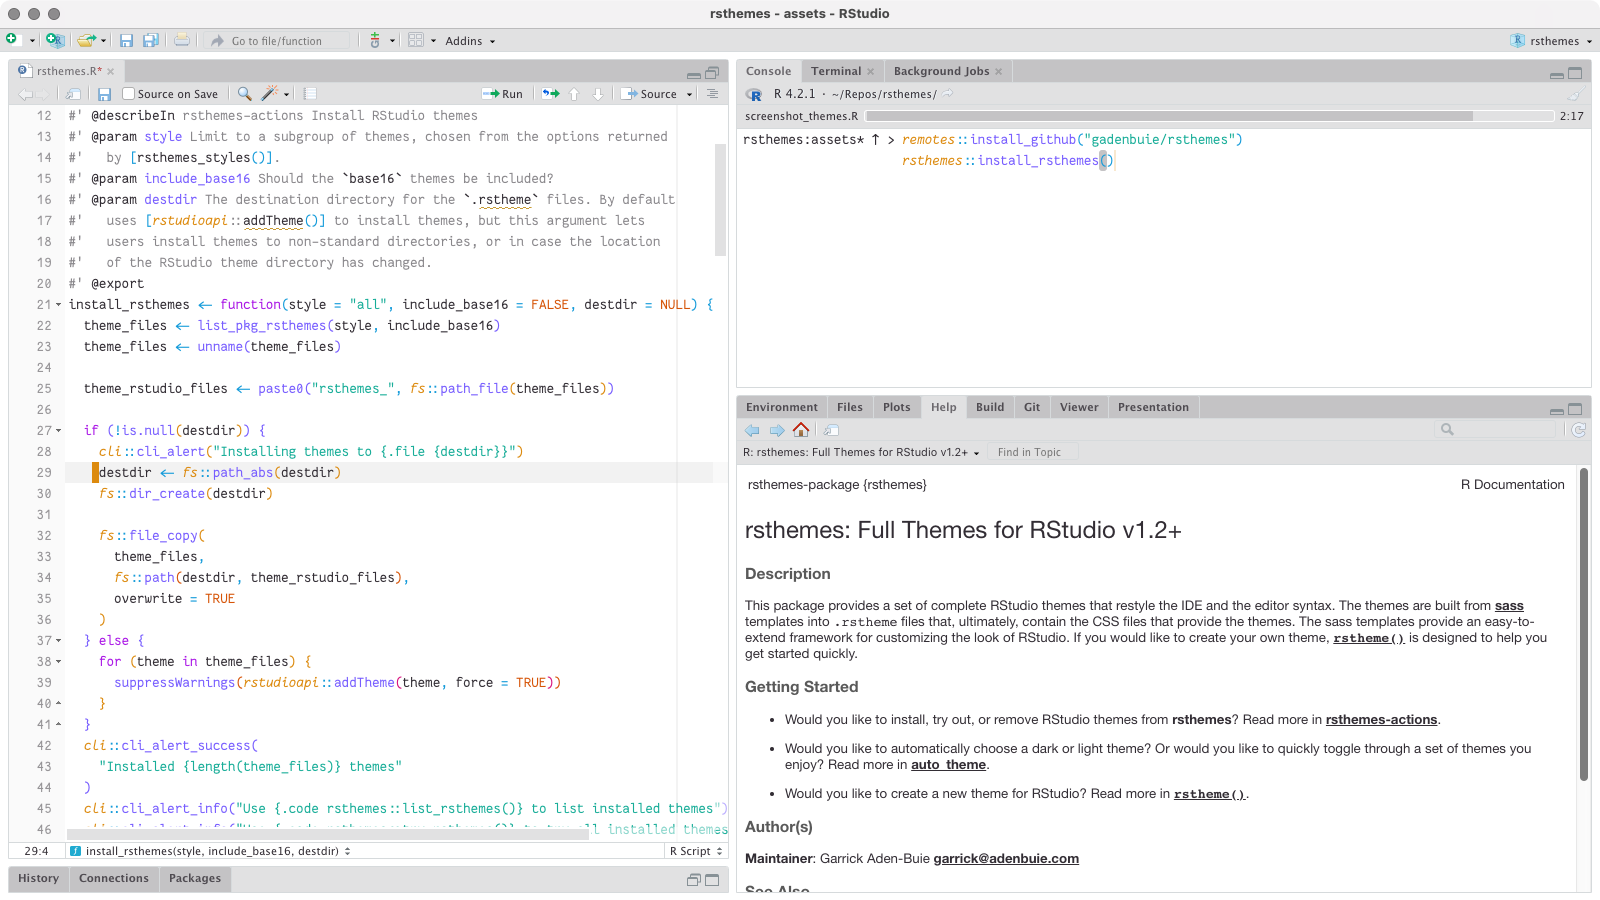 rsthemes - assets - RStudio
Go to file/function
Addins
rsthemes
rsthemes.R*
Source on Save
Run
Source
12 #' @describeIn rsthemes-actions Install RStudio themes
13 #' @param style Limit to a subgroup of themes, chosen from the options returned
14 #'   by [rsthemes_styles()].
15 #' @param include_base16 Should the `base16` themes be included?
16 #' @param destdir The destination directory for the `.rstheme` files. By default
17 #'   uses [rstudioapi::addTheme()] to install themes, but this argument lets
18 #'   users install themes to non-standard directories, or in case the location
19 #'   of the RStudio theme directory has changed.
20 #' @export
21 install_rsthemes <- function(style = "all", include_base16 = FALSE, destdir = NULL) {
22   theme_files <- list_pkg_rsthemes(style, include_base16)
23   theme_files <- unname(theme_files)
24
25   theme_rstudio_files <- paste0("rsthemes_", fs::path_file(theme_files))
26
27   if (!is.null(destdir)) {
28     cli::cli_alert("Installing themes to {.file {destdir}}")
29     destdir <- fs::path_abs(destdir)
30     fs::dir_create(destdir)
31
32     fs::file_copy(
33       theme_files,
34       fs::path(destdir, theme_rstudio_files),
35       overwrite = TRUE
36     )
37   } else {
38     for (theme in theme_files) {
39       suppressWarnings(rstudioapi::addTheme(theme, force = TRUE))
40     }
41   }
42   cli::cli_alert_success(
43     "Installed {length(theme_files)} themes"
44   )
45   cli::cli_alert_info("Use {.code rsthemes::list_rsthemes()} to list installed themes")
46 installed themes
29:4
install_rsthemes(style, include_base16, destdir)
R Script
History
Connections
Packages
Console
Terminal
Background Jobs
R 4.2.1 · ~/Repos/rsthemes/
screenshot_themes.R
2:17
rsthemes:assets* ↑ > remotes::install_github("gadenbuie/rsthemes")
rsthemes::install_rsthemes()
Environment
Files
Plots
Help
Build
Git
Viewer
Presentation
R: rsthemes: Full Themes for RStudio v1.2+
Find in Topic
rsthemes-package {rsthemes}
R Documentation
rsthemes: Full Themes for RStudio v1.2+
Description
This package provides a set of complete RStudio themes that restyle the IDE and the editor syntax. The themes are built from sass
templates into .rstheme files that, ultimately, contain the CSS files that provide the themes. The sass templates provide an easy-to-
extend framework for customizing the look of RStudio. If you would like to create your own theme, rstheme() is designed to help you
get started quickly.
Getting Started
• Would you like to install, try out, or remove RStudio themes from rsthemes? Read more in rsthemes-actions.
• Would you like to automatically choose a dark or light theme? Or would you like to quickly toggle through a set of themes you
enjoy? Read more in auto_theme.
• Would you like to create a new theme for RStudio? Read more in rstheme().
Author(s)
Maintainer: Garrick Aden-Buie garrick@adenbuie.com
See Also